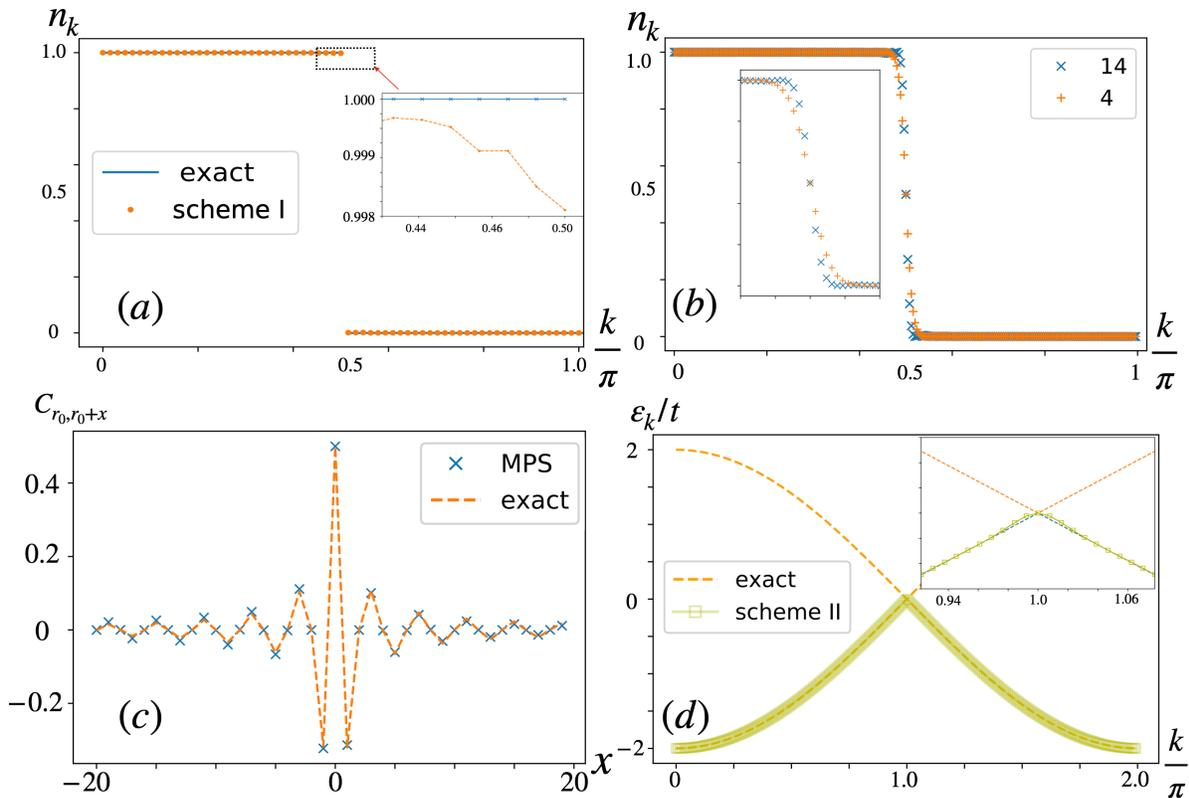 n_k
1.0
0.5
0
exact
scheme I
1.000
0.999
0.998
0.44
0.46
0.50
(a)
0
0.5
1.0
k/π
n_k
1.0
0.5
0
14
4
(b)
0
0.5
1
k/π
C_{r_0,r_0+x}
0.4
0.2
0
−0.2
MPS
exact
(c)
−20
0
20
x
ε_k/t
2
0
−2
exact
scheme II
0.94
1.0
1.06
(d)
0
1.0
2.0
k/π